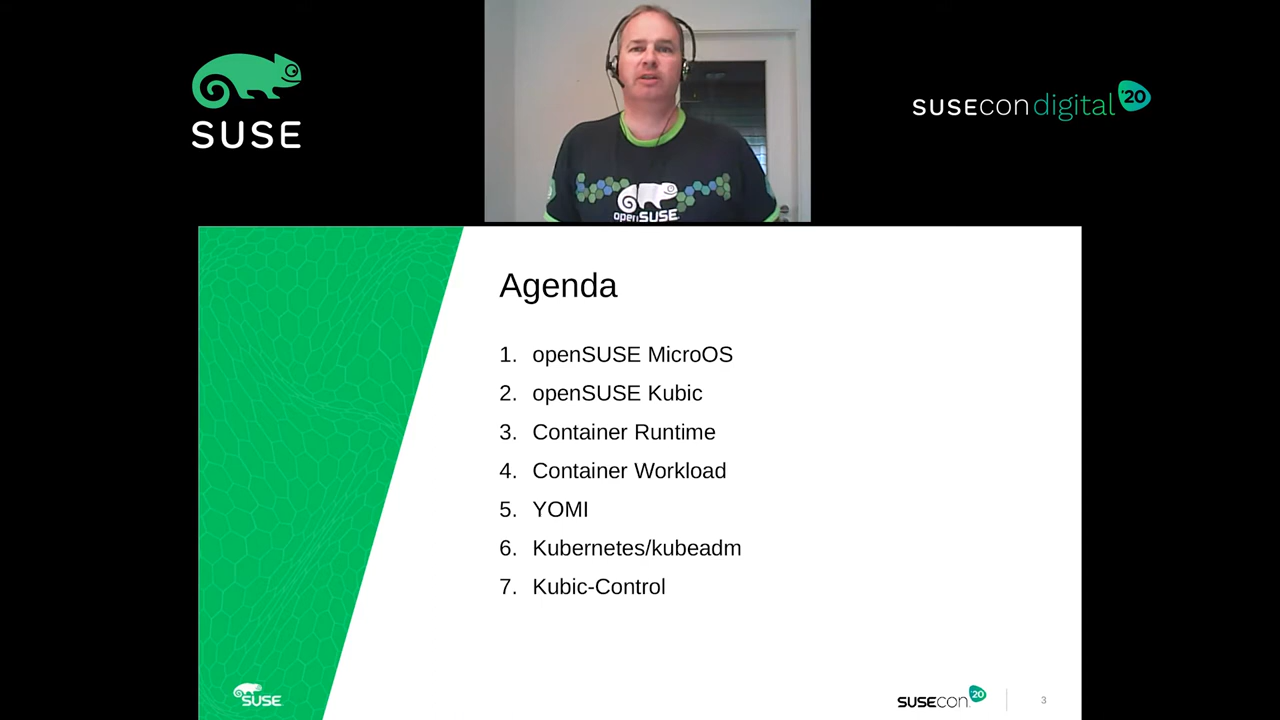 SUSE
SUSECON digital '20
openSUSE
Agenda
1. openSUSE MicroOS
2. openSUSE Kubic
3. Container Runtime
4. Container Workload
5. YOMI
6. Kubernetes/kubeadm
7. Kubic-Control
SUSE
SUSECON '20
3